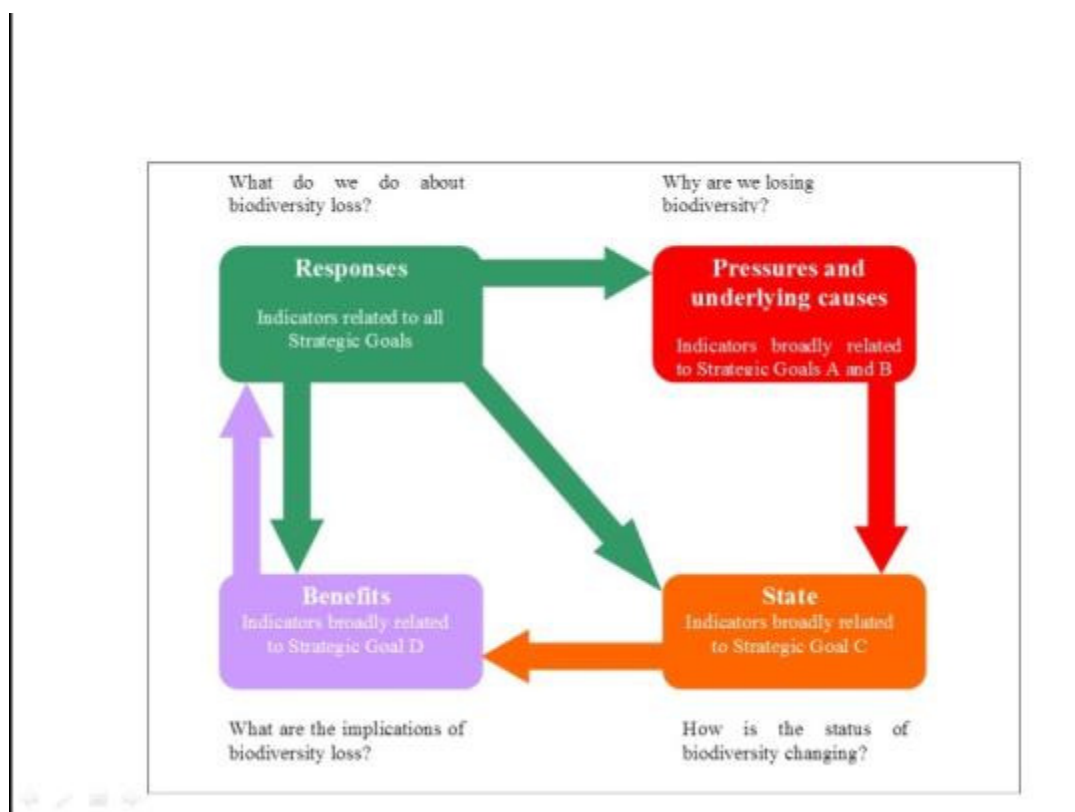 What do we do about
biodiversity loss?
Why are we losing
biodiversity?
Responses
Indicators related to all
Strategic Goals
Pressures and
underlying causes
Indicators broadly related
to Strategic Goals A and B
Benefits
Indicators broadly related
to Strategic Goal D
State
Indicators broadly related
to Strategic Goal C
What are the implications of
biodiversity loss?
How is the status of
biodiversity changing?